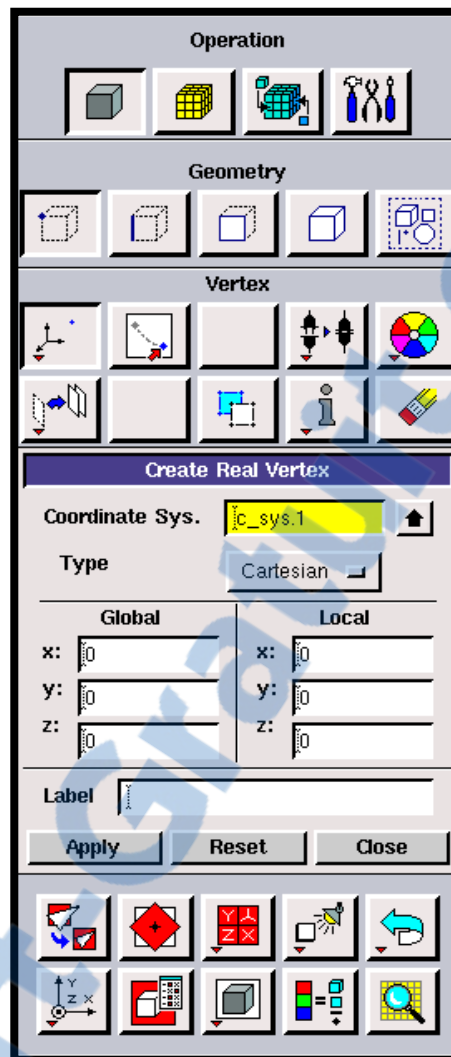 Operation
Geometry
Vertex
Create Real Vertex
Coordinate Sys. c_sys.1
Type Cartesian
Global Local
x: 0 x: 0
y: 0 y: 0
z: 0 z: 0
Label
Apply Reset Close
Y
Z X
Y
Z X